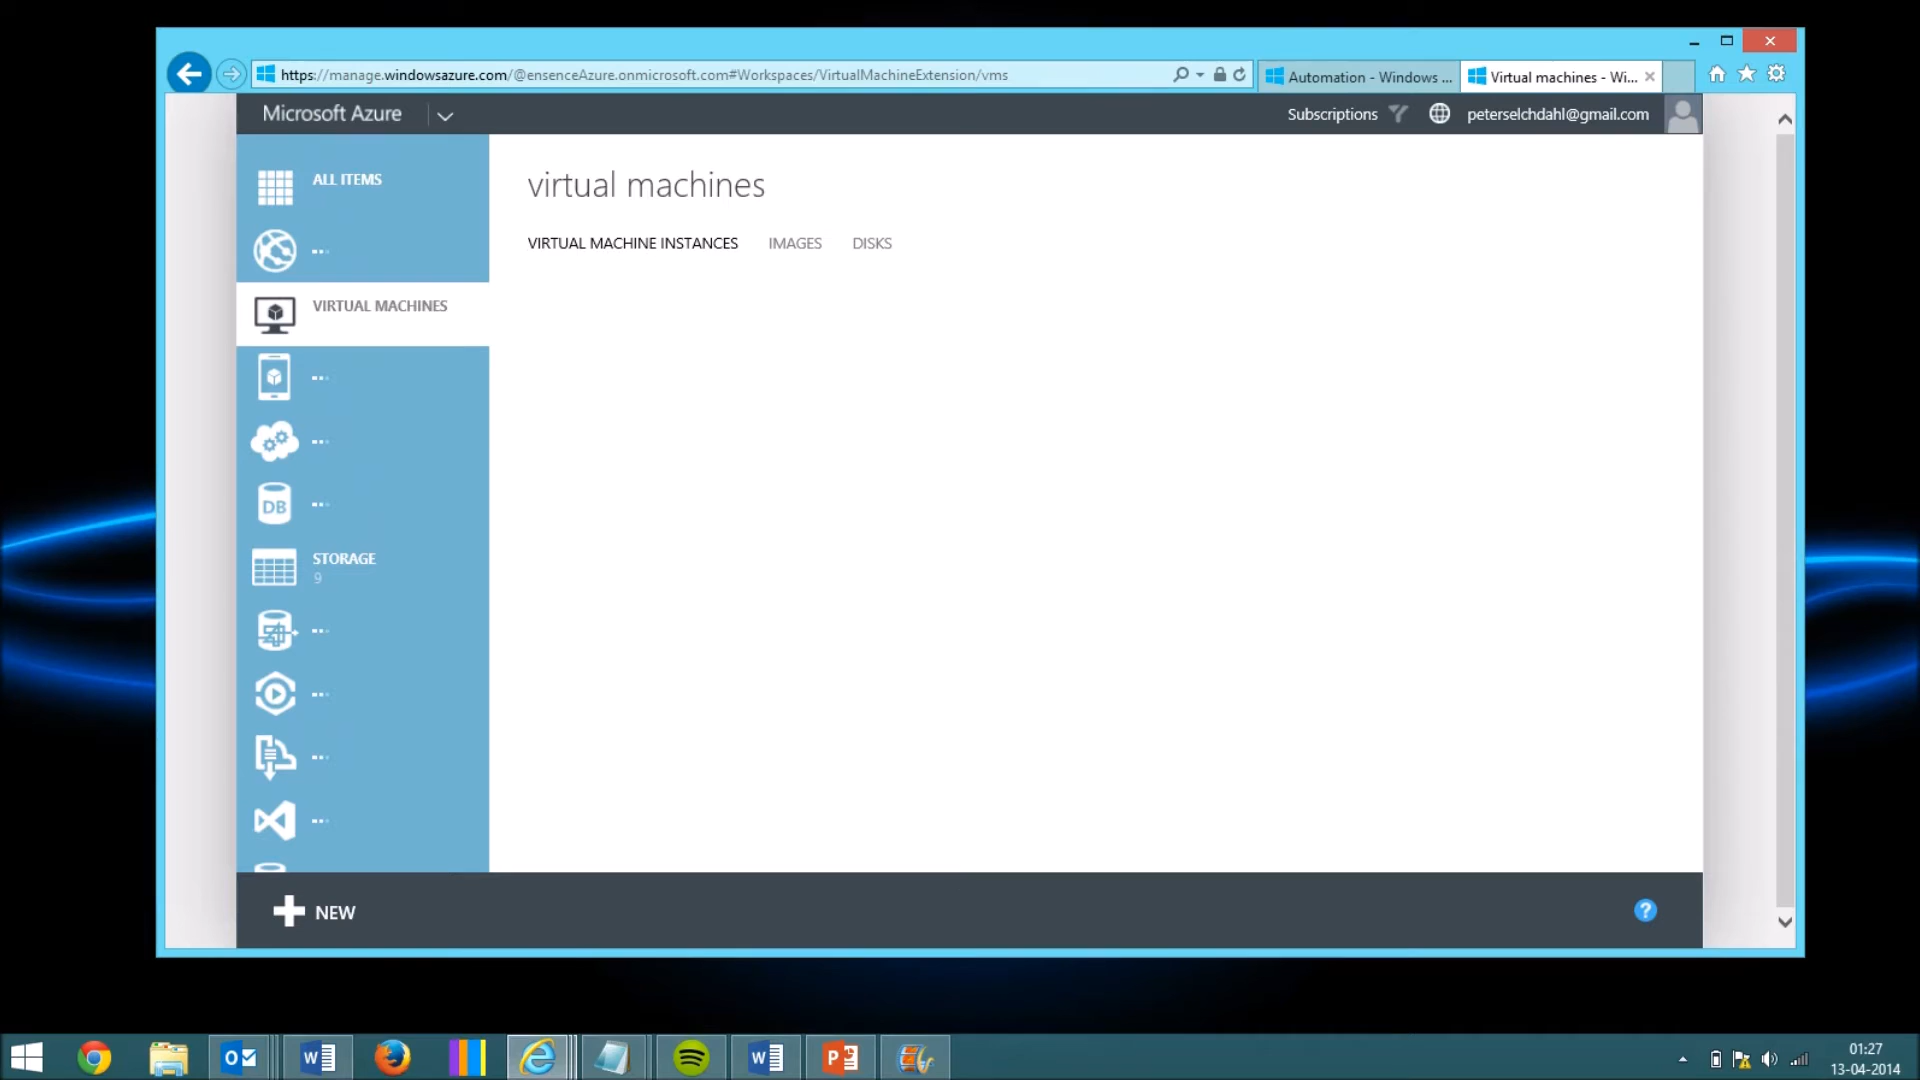 https://manage.windowsazure.com/@ensenceAzure.onmicrosoft.com#Workspaces/VirtualMachineExtension/vms
Automation - Windows ...
Virtual machines - Wi...
Microsoft Azure
Subscriptions
peterselchdahl@gmail.com
ALL ITEMS
VIRTUAL MACHINES
DB
STORAGE
9
virtual machines
VIRTUAL MACHINE INSTANCES
IMAGES
DISKS
NEW
?
01:27
13-04-2014